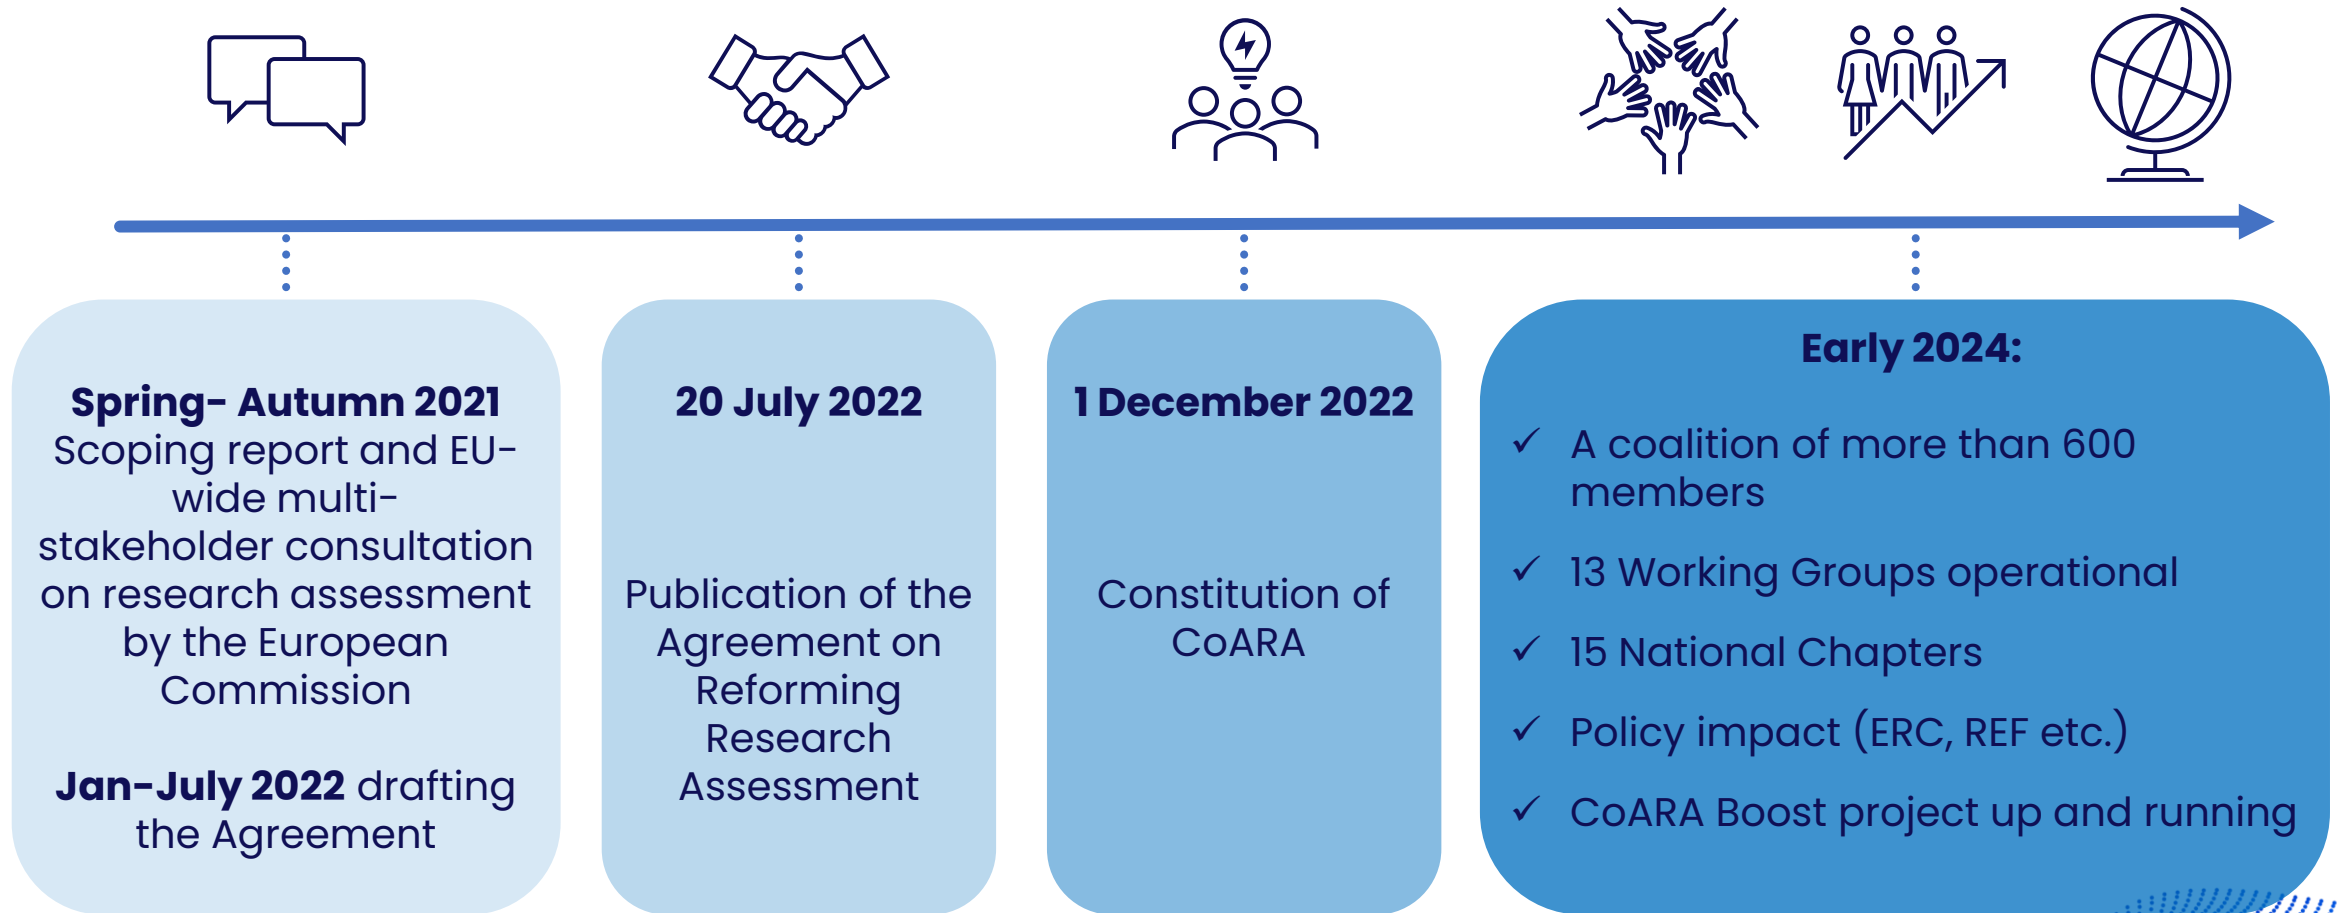 Spring- Autumn 2021
Scoping report and EU-
wide multi-
stakeholder consultation
on research assessment
by the European
Commission
Jan-July 2022 drafting
the Agreement
20 July 2022
Publication of the
Agreement on
Reforming
Research
Assessment
1 December 2022
Constitution of
CoARA
Early 2024:
✓ A coalition of more than 600
members
✓ 13 Working Groups operational
✓ 15 National Chapters
✓ Policy impact (ERC, REF etc.)
✓ CoARA Boost project up and running